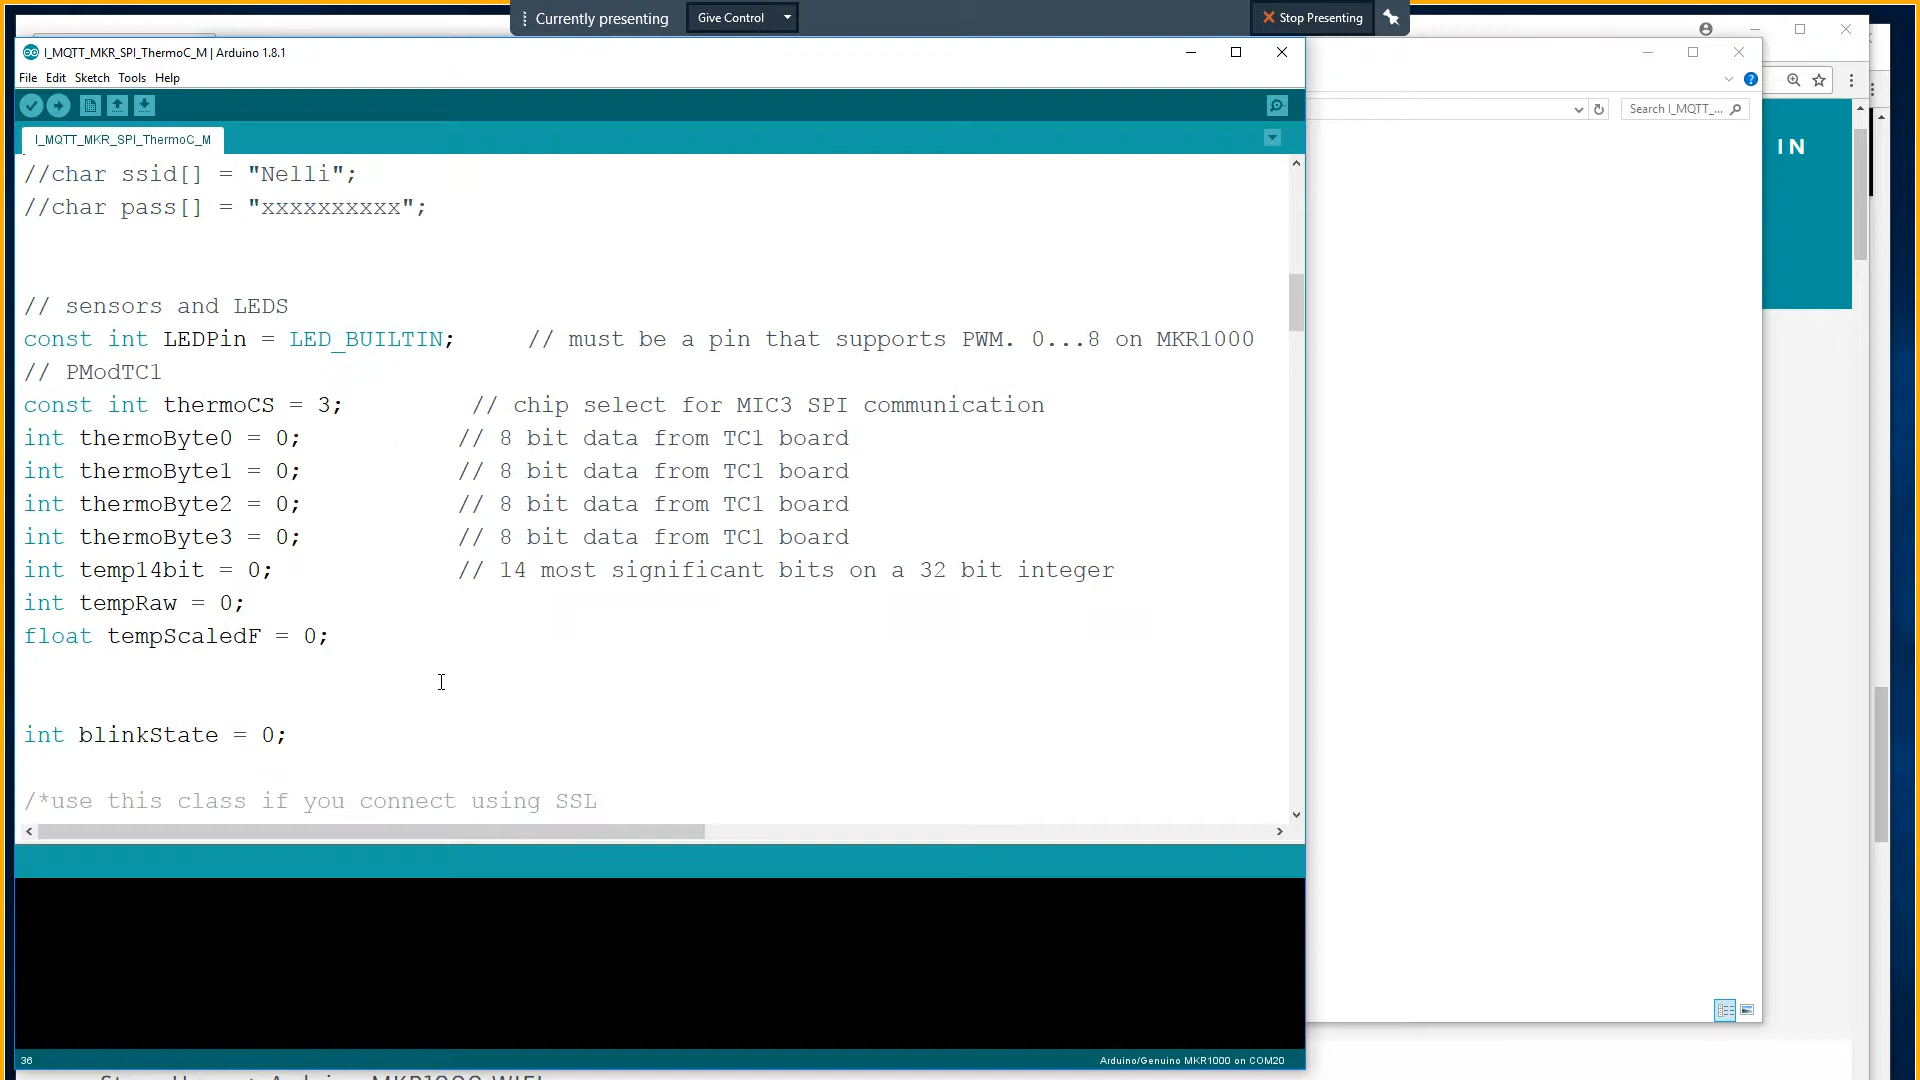 Currently presenting
Give Control
Stop Presenting
I_MQTT_MKR_SPI_ThermoC_M | Arduino 1.8.1
File Edit Sketch Tools Help
Search I_MQTT_...
I_MQTT_MKR_SPI_ThermoC_M
IN
//char ssid[] = "Nelli";
//char pass[] = "xxxxxxxxxx";
// sensors and LEDS
const int LEDPin = LED_BUILTIN; // must be a pin that supports PWM. 0...8 on MKR1000
// PModTC1
const int thermoCS = 3; // chip select for MIC3 SPI communication
int thermoByte0 = 0; // 8 bit data from TC1 board
int thermoByte1 = 0; // 8 bit data from TC1 board
int thermoByte2 = 0; // 8 bit data from TC1 board
int thermoByte3 = 0; // 8 bit data from TC1 board
int temp14bit = 0; // 14 most significant bits on a 32 bit integer
int tempRaw = 0;
float tempScaledF = 0;
int blinkState = 0;
/*use this class if you connect using SSL
36
Arduino/Genuino MKR1000 on COM20